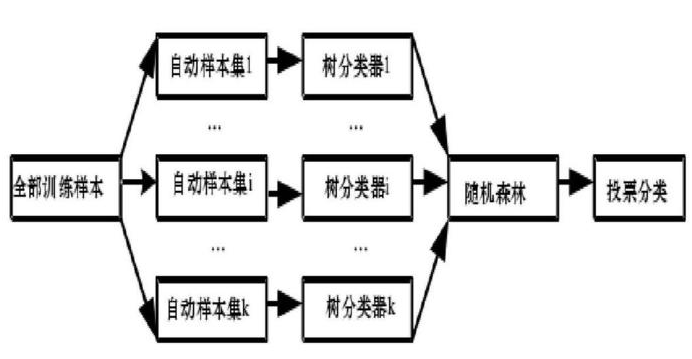 自动样本集1
树分类器1
...
...
全部训练样本
自动样本集i
树分类器i
随机森林
投票分类
...
...
自动样本集k
树分类器k